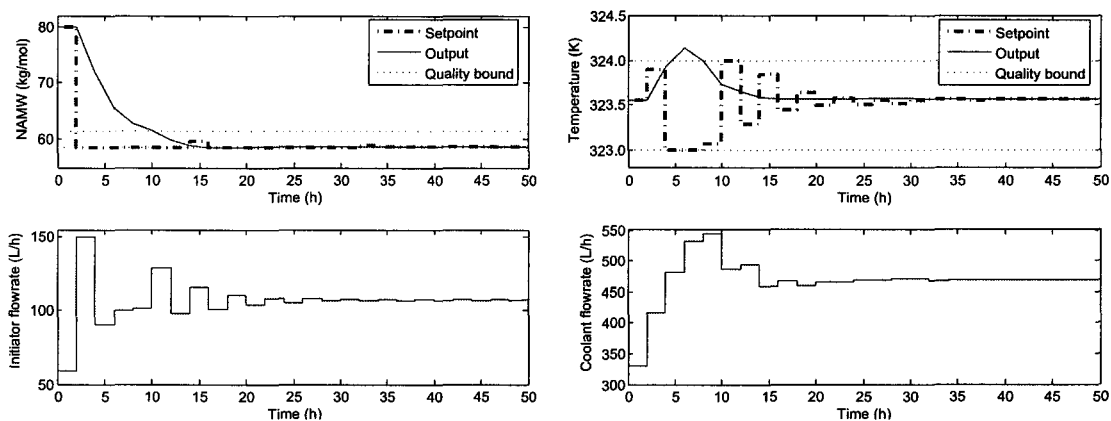 NAMW (kg/mol)
80
70
60
0 5 10 15 20 25 30 35 40 45 50
Time (h)
Setpoint
Output
Quality bound
Temperature (K)
324.5
324.0
323.5
323.0
0 5 10 15 20 25 30 35 40 45 50
Time (h)
Setpoint
Output
Quality bound
Initiator flowrate (L/h)
150
100
50
0 5 10 15 20 25 30 35 40 45 50
Time (h)
Coolant flowrate (L/h)
550
500
450
400
350
300
0 5 10 15 20 25 30 35 40 45 50
Time (h)